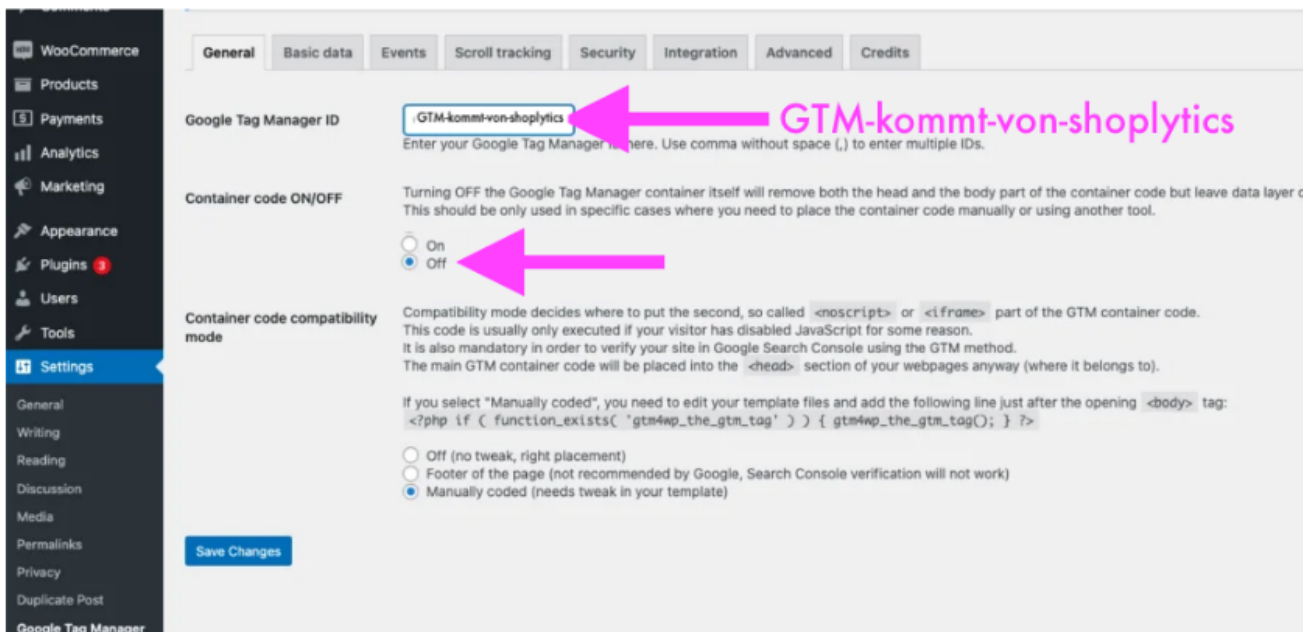 Comments
WooCommerce
Products
Payments
Analytics
Marketing
Appearance
Plugins 3
Users
Tools
Settings
General
Writing
Reading
Discussion
Media
Permalinks
Privacy
Duplicate Post
Google Tag Manager
General Basic data Events Scroll tracking Security Integration Advanced Credits
Google Tag Manager ID
GTM-kommt-von-shoplytics
GTM-kommt-von-shoplytics
Enter your Google Tag Manager here. Use comma without space (,) to enter multiple IDs.
Container code ON/OFF
Turning OFF the Google Tag Manager container itself will remove both the head and the body part of the container code but leave data layer
This should be only used in specific cases where you need to place the container code manually or using another tool.
On
Off
Container code compatibility
mode
Compatibility mode decides where to put the second, so called <noscript> or <iframe> part of the GTM container code.
This code is usually only executed if your visitor has disabled JavaScript for some reason.
It is also mandatory in order to verify your site in Google Search Console using the GTM method.
The main GTM container code will be placed into the <head> section of your webpages anyway (where it belongs to).
If you select "Manually coded", you need to edit your template files and add the following line just after the opening <body> tag:
<?php if ( function_exists( 'gtm4wp_the_gtm_tag' ) ) { gtm4wp_the_gtm_tag(); } ?>
Off (no tweak, right placement)
Footer of the page (not recommended by Google, Search Console verification will not work)
Manually coded (needs tweak in your template)
Save Changes